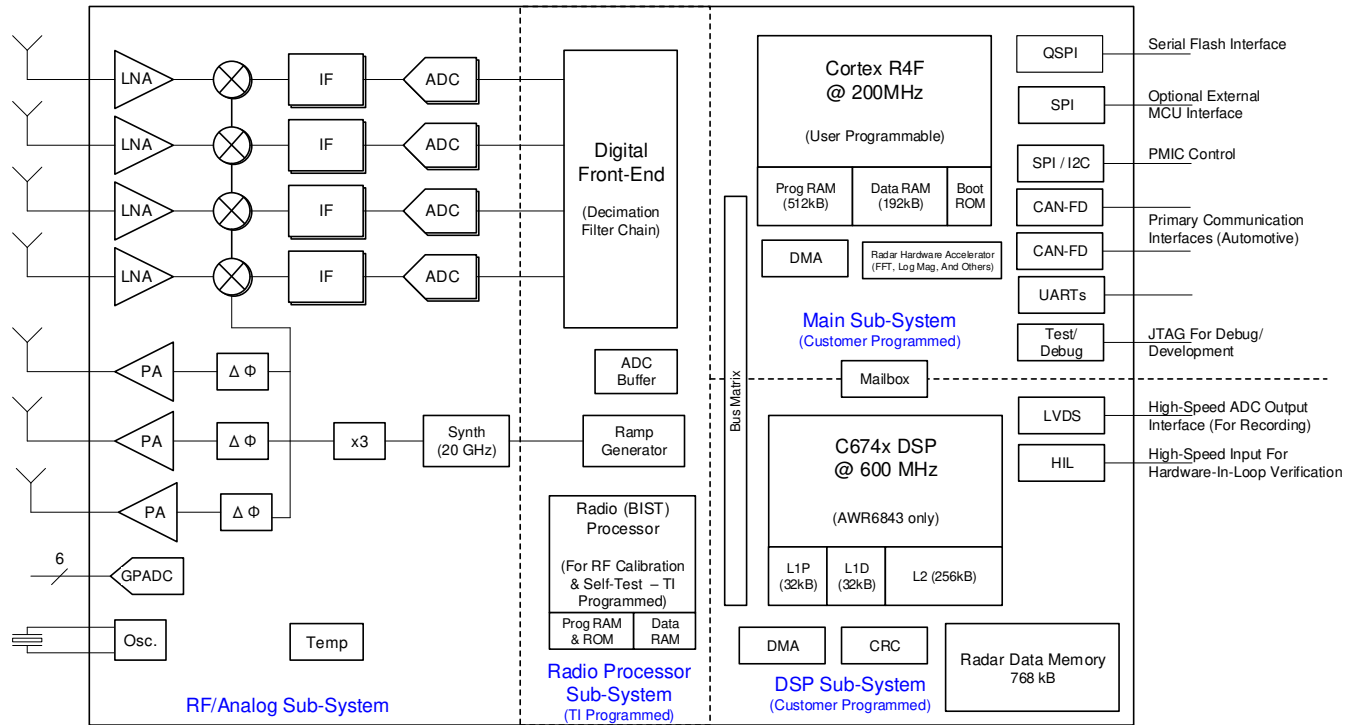 LNA
IF
ADC
LNA
IF
ADC
LNA
IF
ADC
LNA
IF
ADC
Digital
Front-End
(Decimation
Filter Chain)
PA
Δ Φ
PA
Δ Φ
PA
Δ Φ
x3
Synth
(20 GHz)
ADC
Buffer
Ramp
Generator
6
GPADC
Osc.
Temp
RF/Analog Sub-System
Radio (BIST)
Processor
(For RF Calibration
& Self-Test – TI
Programmed)
Prog RAM
& ROM
Data
RAM
Radio Processor
Sub-System
(TI Programmed)
Bus Matrix
Cortex R4F
@ 200MHz
(User Programmable)
Prog RAM
(512kB)
Data RAM
(192kB)
Boot
ROM
DMA
Radar Hardware Accelerator
(FFT, Log Mag, And Others)
Main Sub-System
(Customer Programmed)
Mailbox
C674x DSP
@ 600 MHz
(AWR6843 only)
L1P
(32kB)
L1D
(32kB)
L2 (256kB)
DMA
CRC
DSP Sub-System
(Customer Programmed)
Radar Data Memory
768 kB
QSPI
Serial Flash Interface
SPI
Optional External
MCU Interface
SPI / I2C
PMIC Control
CAN-FD
CAN-FD
Primary Communication
Interfaces (Automotive)
UARTs
Test/
Debug
JTAG For Debug/
Development
LVDS
High-Speed ADC Output
Interface (For Recording)
HIL
High-Speed Input For
Hardware-In-Loop Verification